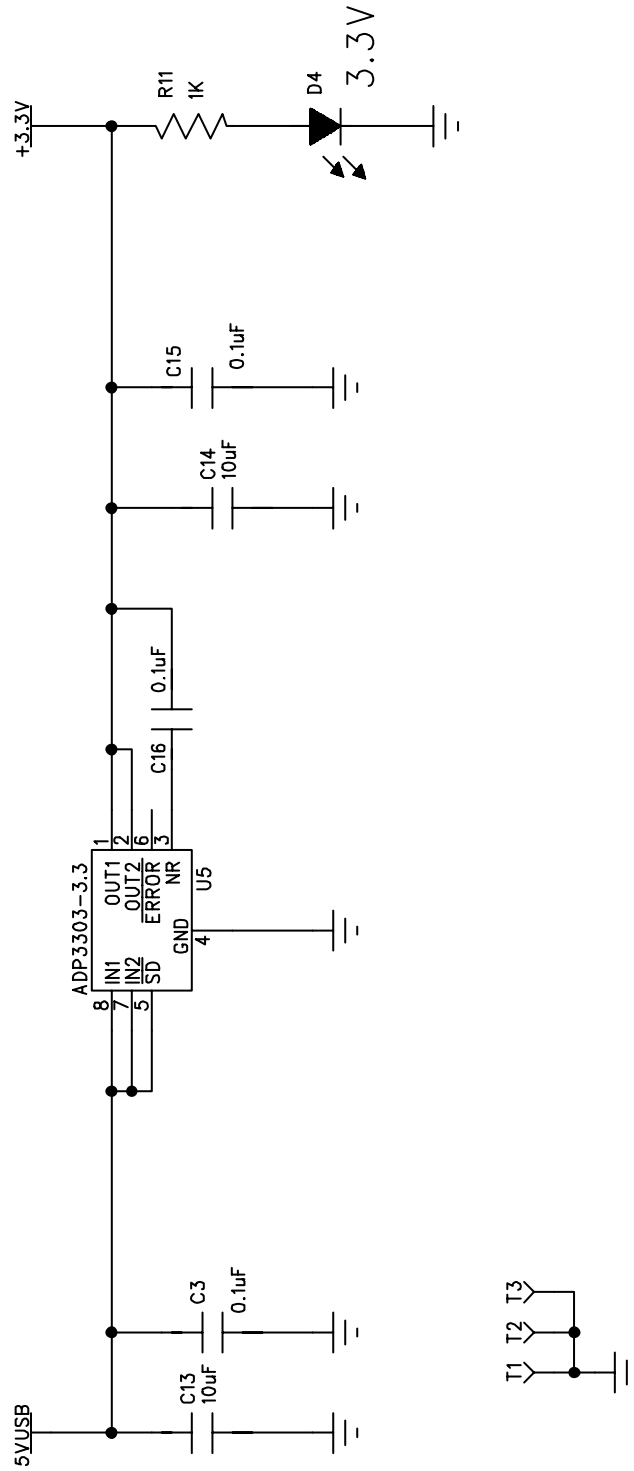 5VUSB
C13
10uF
C3
0.1uF
ADP3303-3.3
8
IN1
OUT1
1
7
IN2
OUT2
2
5
SD
ERROR
6
NR
3
GND
4
U5
C16
0.1uF
C14
10uF
C15
0.1uF
+3.3V
R11
1K
D4
3.3V
T1
T2
T3